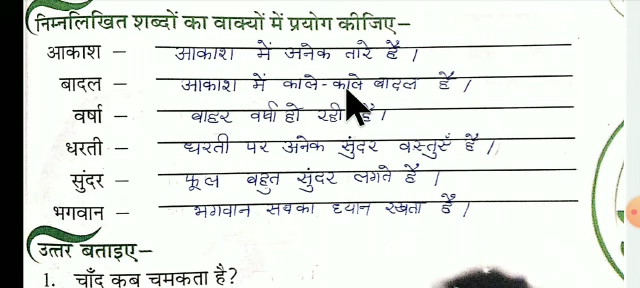 निम्नलिखित शब्दों का वाक्यों में प्रयोग कीजिए–
आकाश – आकाश में अनेक तारे हैं ।
बादल – आकाश में काले-काले बादल हैं ।
वर्षा – बाहर वर्षा हो रही है ।
धरती – धरती पर अनेक सुंदर वस्तुएँ हैं ।
सुंदर – फूल बहुत सुंदर लगते हैं ।
भगवान – भगवान सबका ध्यान रखता है ।
उत्तर बताइए–
1. चाँद कब चमकता है?